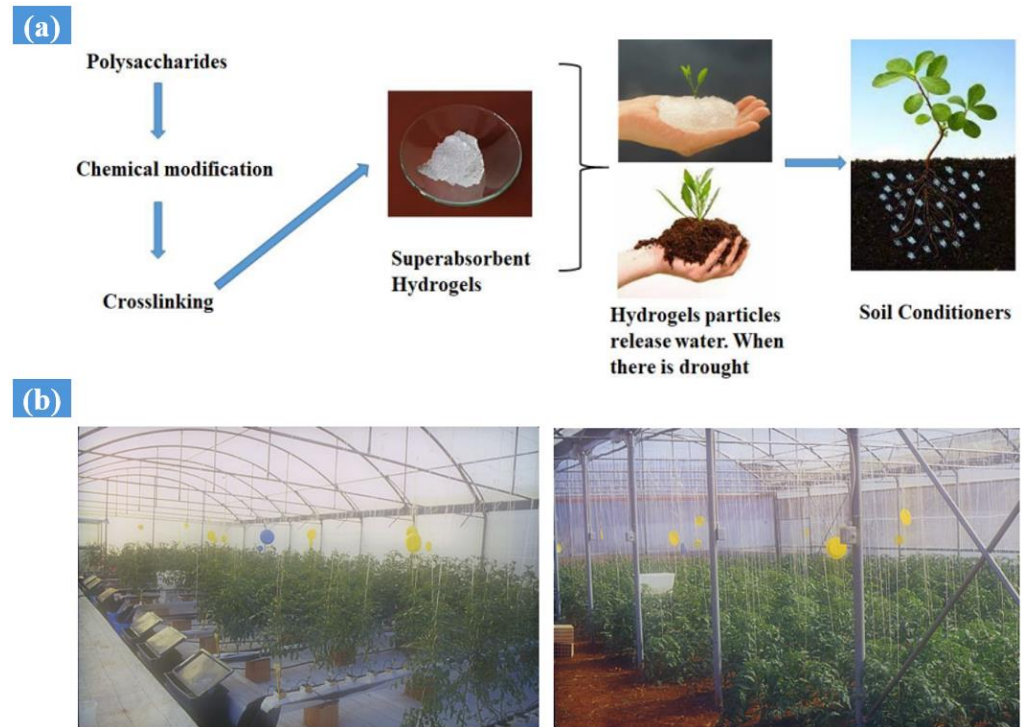 (a)
Polysaccharides
Chemical modification
Crosslinking
Superabsorbent
Hydrogels
Hydrogels particles
release water. When
there is drought
Soil Conditioners
(b)